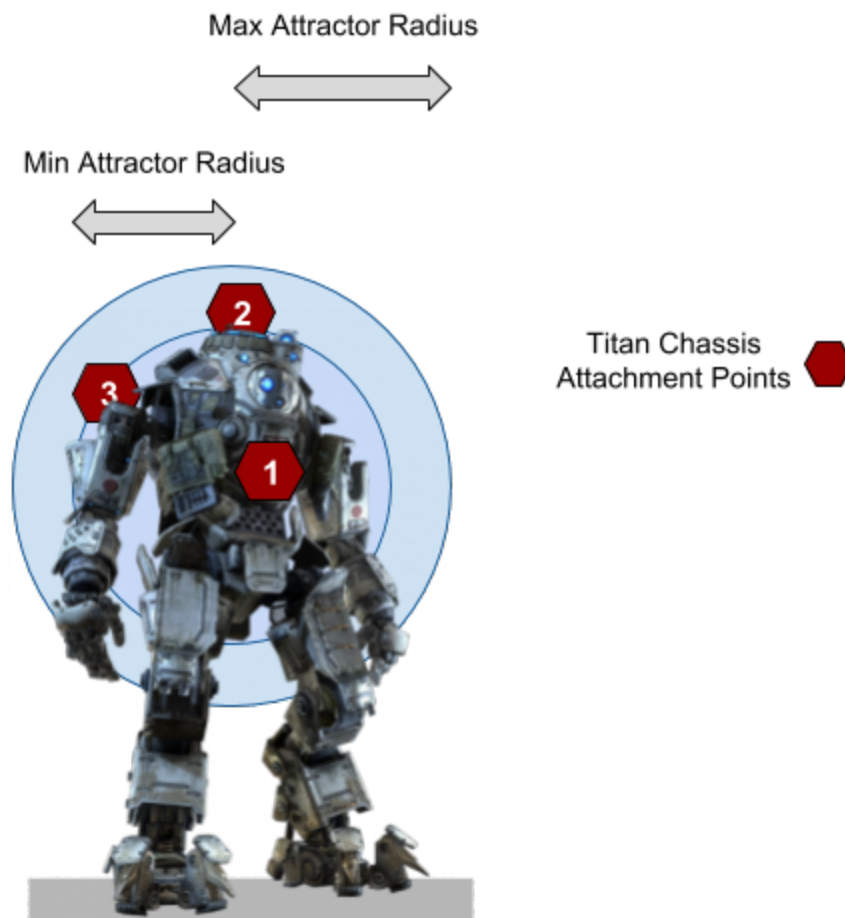 Max Attractor Radius
Min Attractor Radius
2
3
1
Titan Chassis
Attachment Points